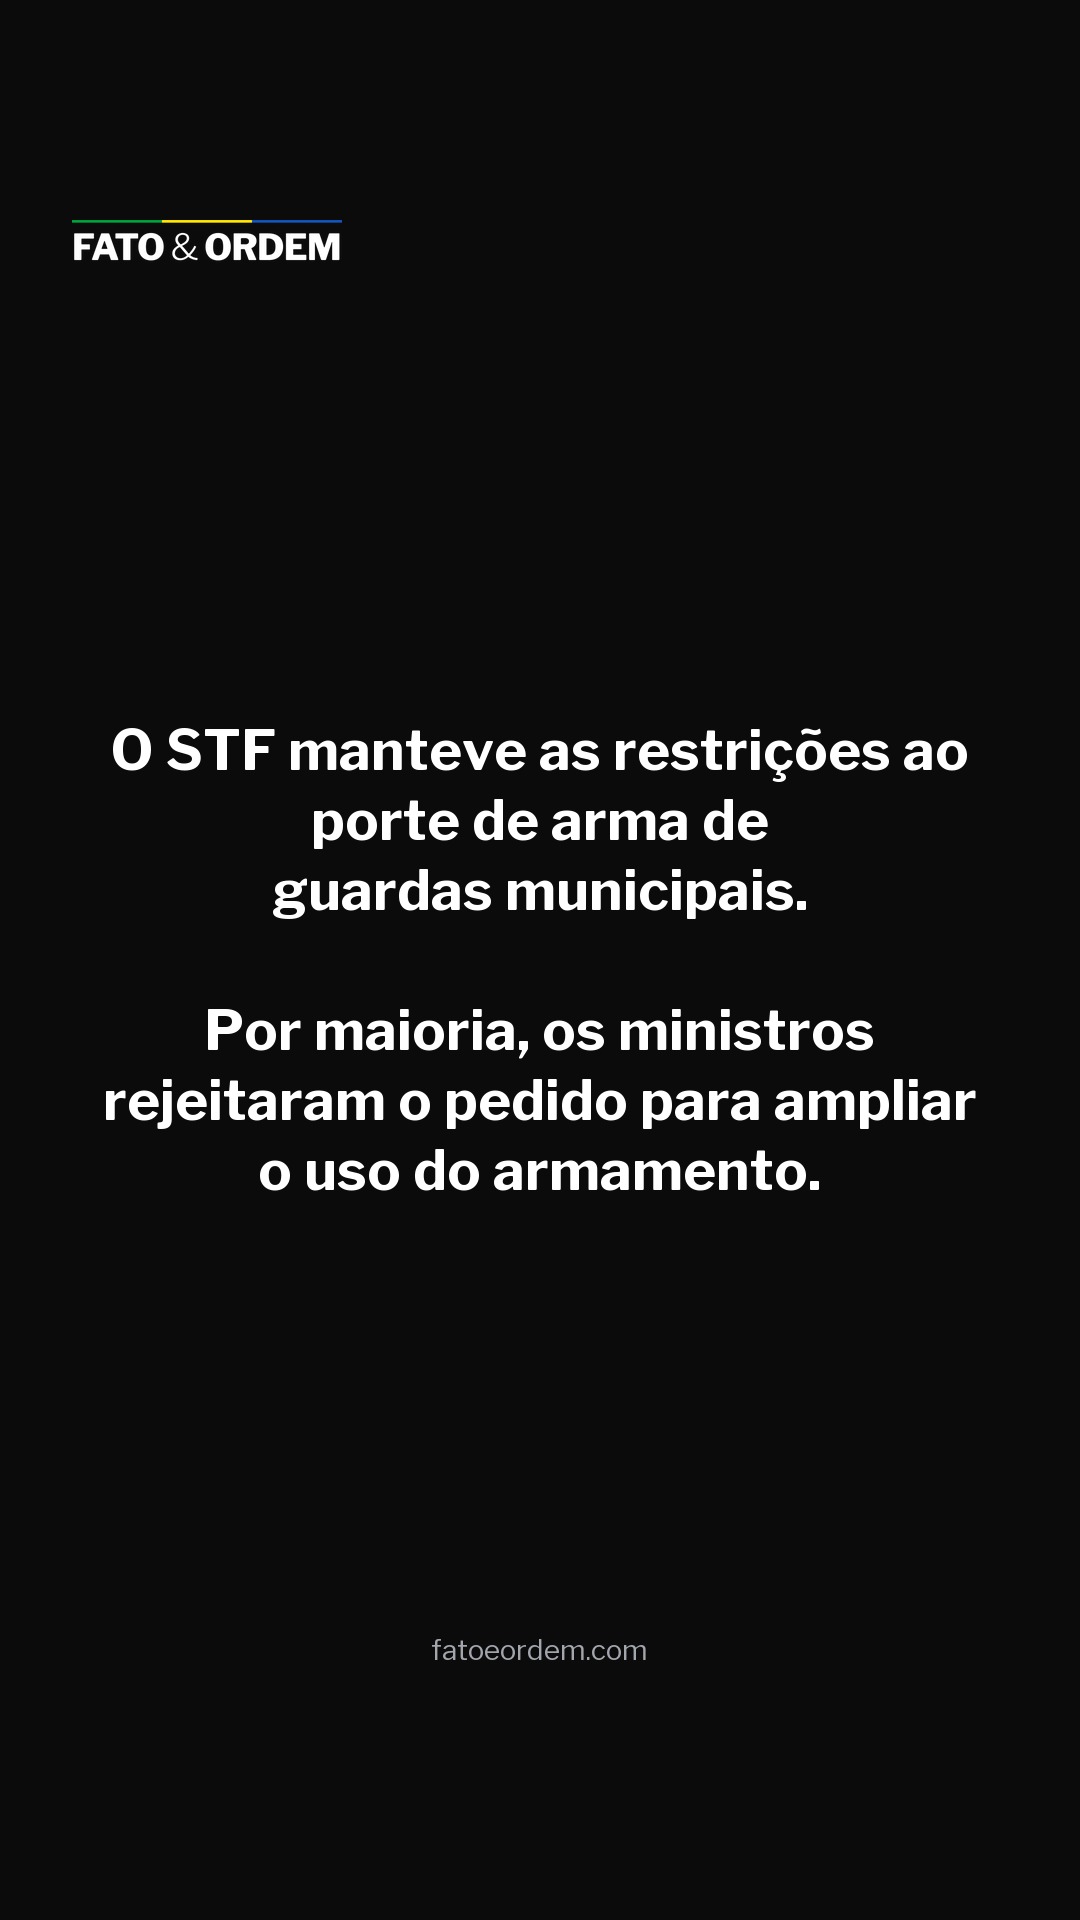 FATO & ORDEM
O STF manteve as restrições ao
porte de arma de
guardas municipais.
Por maioria, os ministros
rejeitaram o pedido para ampliar
o uso do armamento.
fatoeordem.com